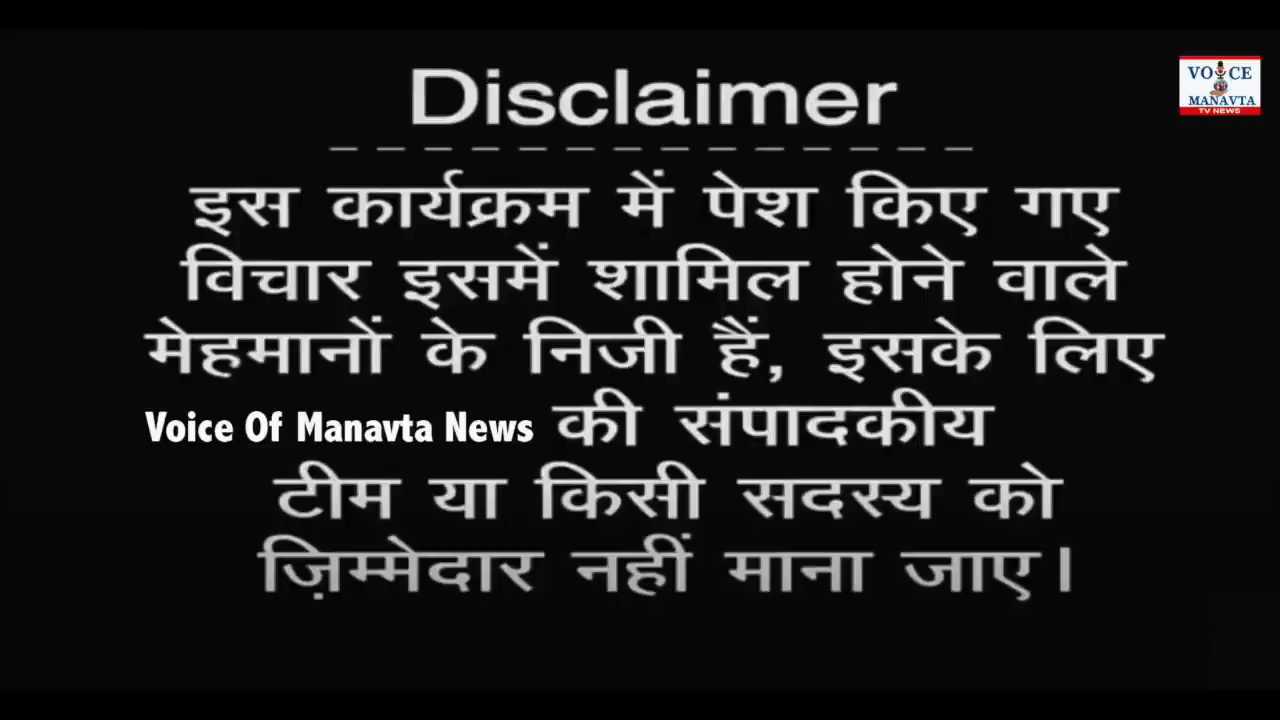 Disclaimer
VOICE
OF
MANAVTA
TV NEWS
इस कार्यक्रम में पेश किए गए
विचार इसमें शामिल होने वाले
मेहमानों के निजी हैं, इसके लिए
Voice Of Manavta News की संपादकीय
टीम या किसी सदस्य को
ज़िम्मेदार नहीं माना जाए।